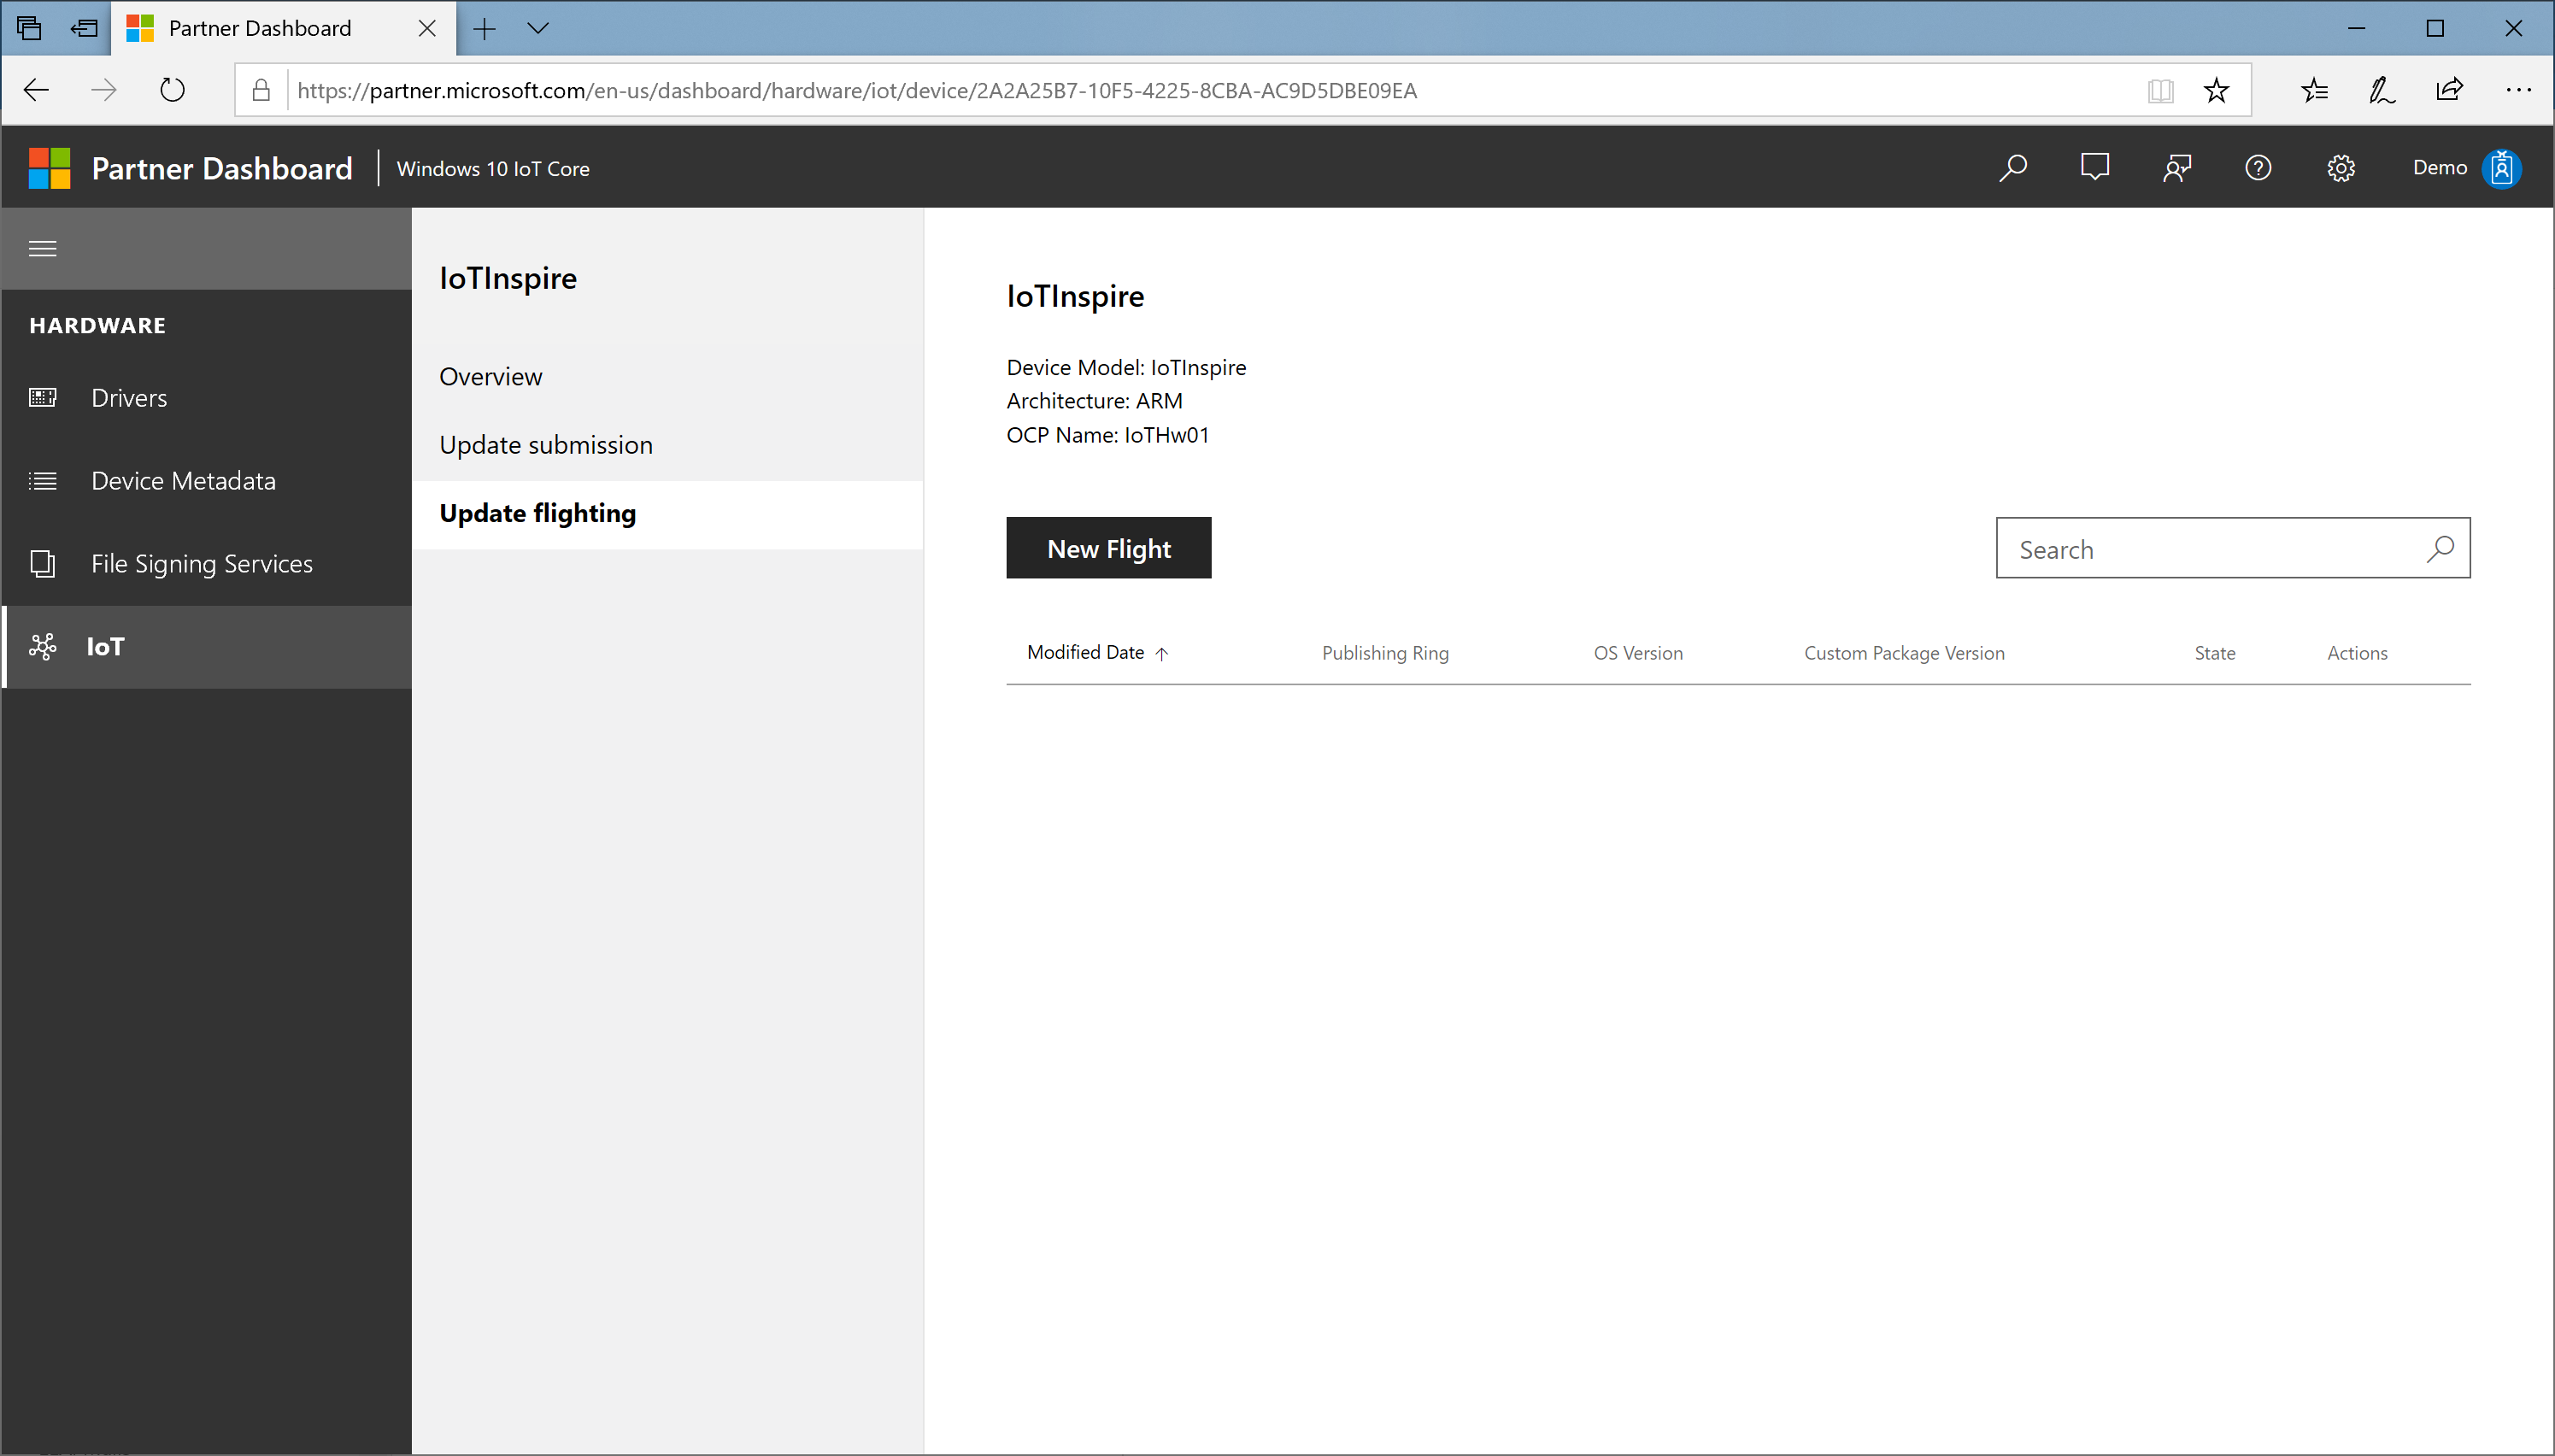 Partner Dashboard
https://partner.microsoft.com/en-us/dashboard/hardware/iot/device/2A2A25B7-10F5-4225-8CBA-AC9D5DBE09EA
Partner Dashboard
Windows 10 IoT Core
Demo
HARDWARE
Drivers
Device Metadata
File Signing Services
IoT
IoTInspire
Overview
Update submission
Update flighting
IoTInspire
Device Model: IoTInspire
Architecture: ARM
OCP Name: IoTHw01
New Flight
Search
Modified Date Publishing Ring OS Version Custom Package Version State Actions